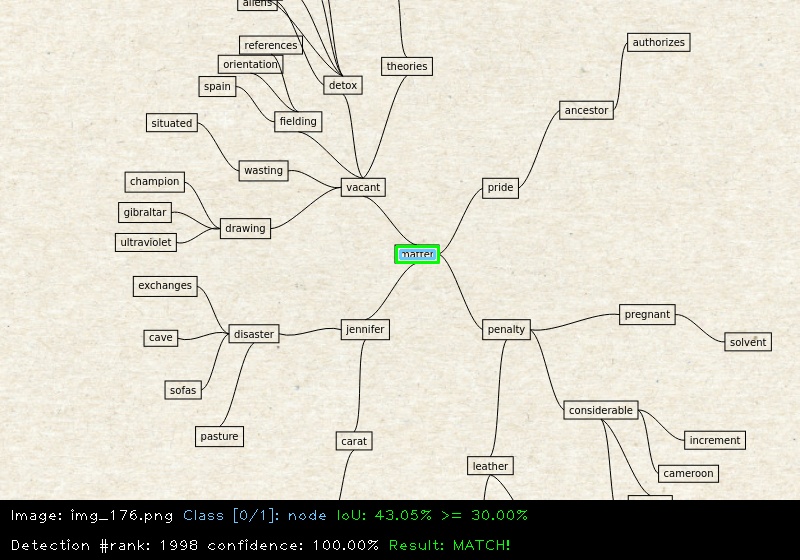 aliens
references
authorizes
orientation
theories
spain
detox
ancestor
situated
fielding
wasting
champion
vacant
pride
gibraltar
drawing
ultraviolet
matter
exchanges
pregnant
cave
disaster
jennifer
penalty
solvent
sofas
considerable
pasture
carat
increment
leather
cameroon
Image: img_176.png Class [0/1]: node IoU: 43.05% >= 30.00%
Detection #rank: 1998 confidence: 100.00% Result: MATCH!